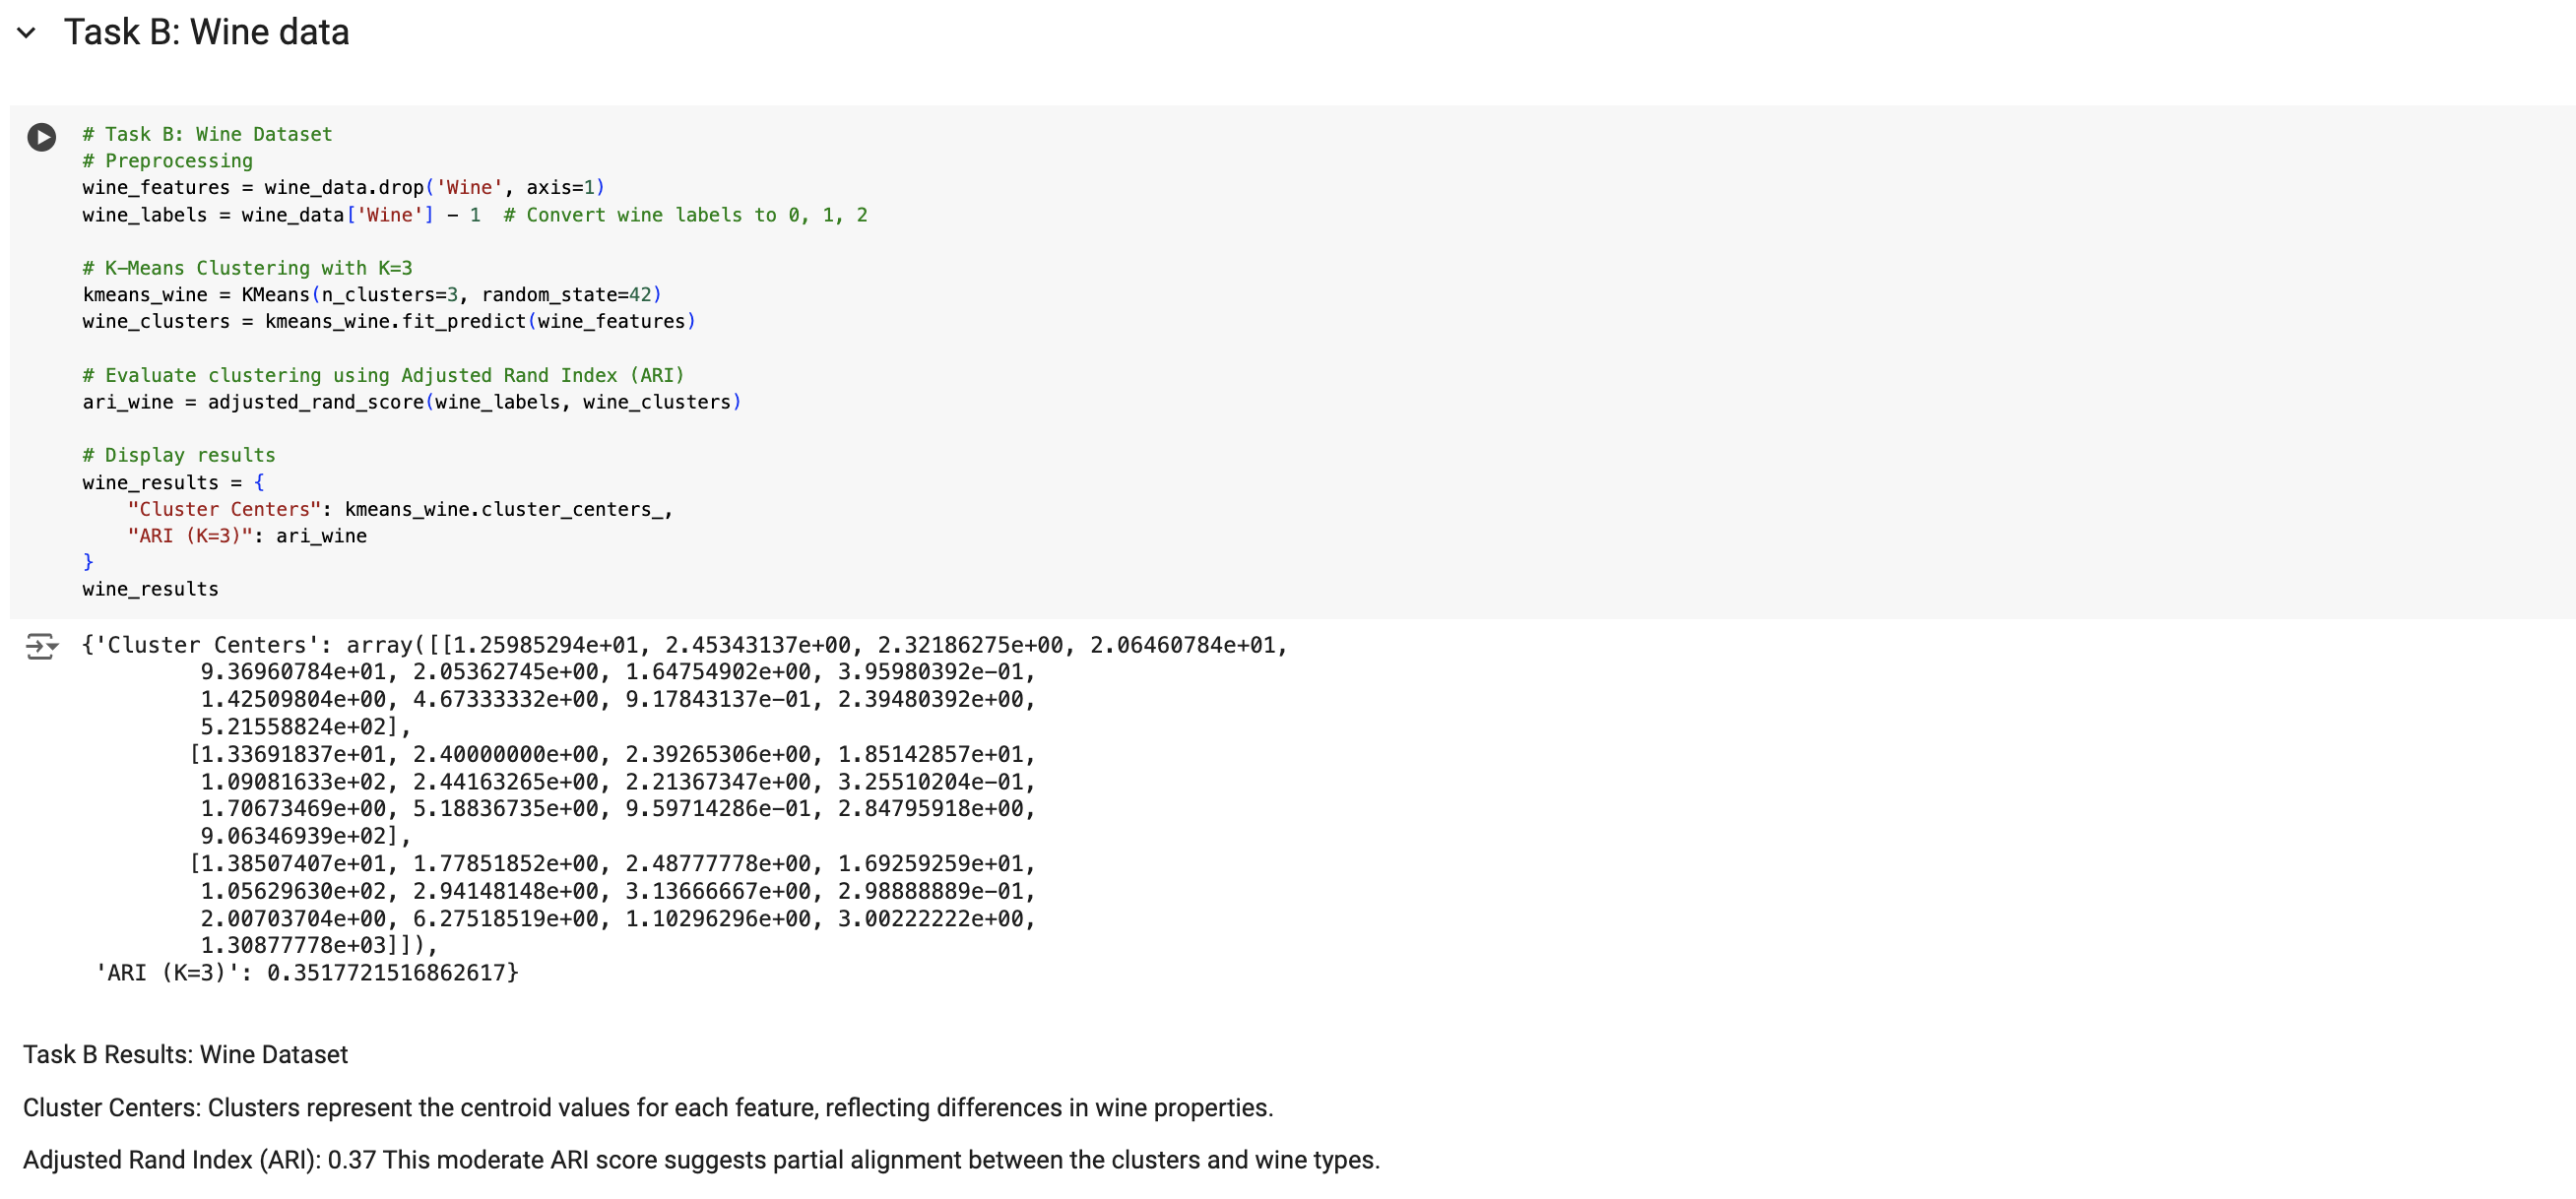 Task B: Wine data
# Task B: Wine Dataset
# Preprocessing
wine_features = wine_data.drop('Wine', axis=1)
wine_labels = wine_data['Wine'] - 1  # Convert wine labels to 0, 1, 2
# K-Means Clustering with K=3
kmeans_wine = KMeans(n_clusters=3, random_state=42)
wine_clusters = kmeans_wine.fit_predict(wine_features)
# Evaluate clustering using Adjusted Rand Index (ARI)
ari_wine = adjusted_rand_score(wine_labels, wine_clusters)
# Display results
wine_results = {
    "Cluster Centers": kmeans_wine.cluster_centers_,
    "ARI (K=3)": ari_wine
}
wine_results
{'Cluster Centers': array([[1.25985294e+01, 2.45343137e+00, 2.32186275e+00, 2.06460784e+01,
9.36960784e+01, 2.05362745e+00, 1.64754902e+00, 3.95980392e-01,
1.42509804e+00, 4.67333332e+00, 9.17843137e-01, 2.39480392e+00,
5.21558824e+02],
[1.33691837e+01, 2.40000000e+00, 2.39265306e+00, 1.85142857e+01,
1.09081633e+02, 2.44163265e+00, 2.21367347e+00, 3.25510204e-01,
1.70673469e+00, 5.18836735e+00, 9.59714286e-01, 2.84795918e+00,
9.06346939e+02],
[1.38507407e+01, 1.77851852e+00, 2.48777778e+00, 1.69259259e+01,
1.05629630e+02, 2.94148148e+00, 3.13666667e+00, 2.98888889e-01,
2.00703704e+00, 6.27518519e+00, 1.10296296e+00, 3.00222222e+00,
1.30877778e+03]]),
'ARI (K=3)': 0.3517721516862617}
Task B Results: Wine Dataset
Cluster Centers: Clusters represent the centroid values for each feature, reflecting differences in wine properties.
Adjusted Rand Index (ARI): 0.37 This moderate ARI score suggests partial alignment between the clusters and wine types.